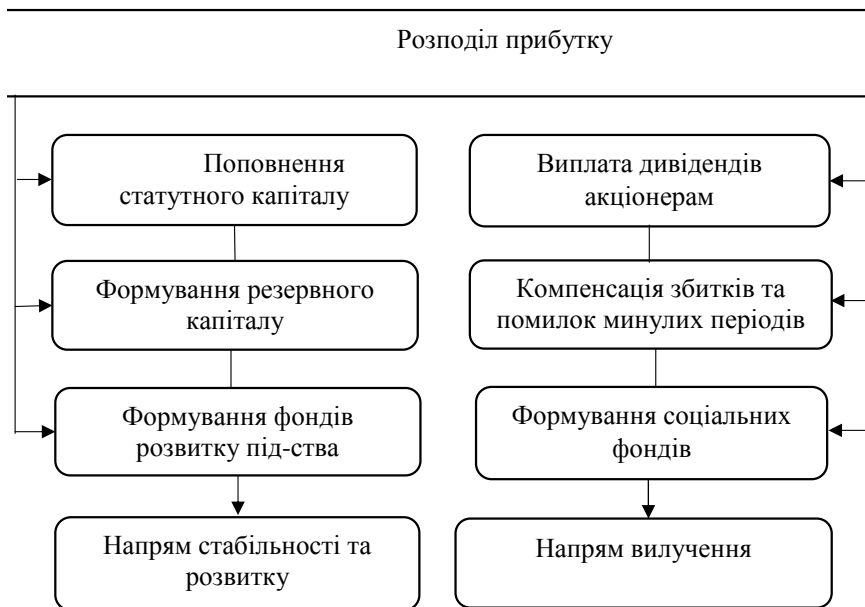 Розподіл прибутку
Поповнення
статутного капіталу
Виплата дивідендів
акціонерам
Формування резервного
капіталу
Компенсація збитків та
помилок минулих періодів
Формування фондів
розвитку під-ства
Формування соціальних
фондів
Напрям стабільності та
розвитку
Напрям вилучення